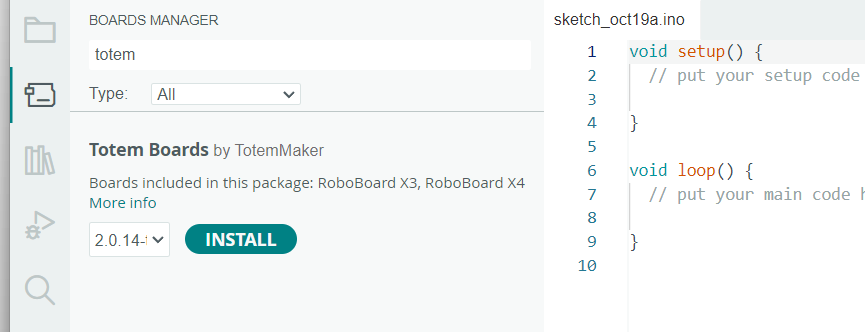 BOARDS MANAGER
totem
Type: All
Totem Boards by TotemMaker
Boards included in this package: RoboBoard X3, RoboBoard X4
More info
2.0.14- INSTALL
sketch_oct19a.ino
1 void setup() {
2 // put your setup code
3
4 }
5
6 void loop() {
7 // put your main code
8
9 }
10